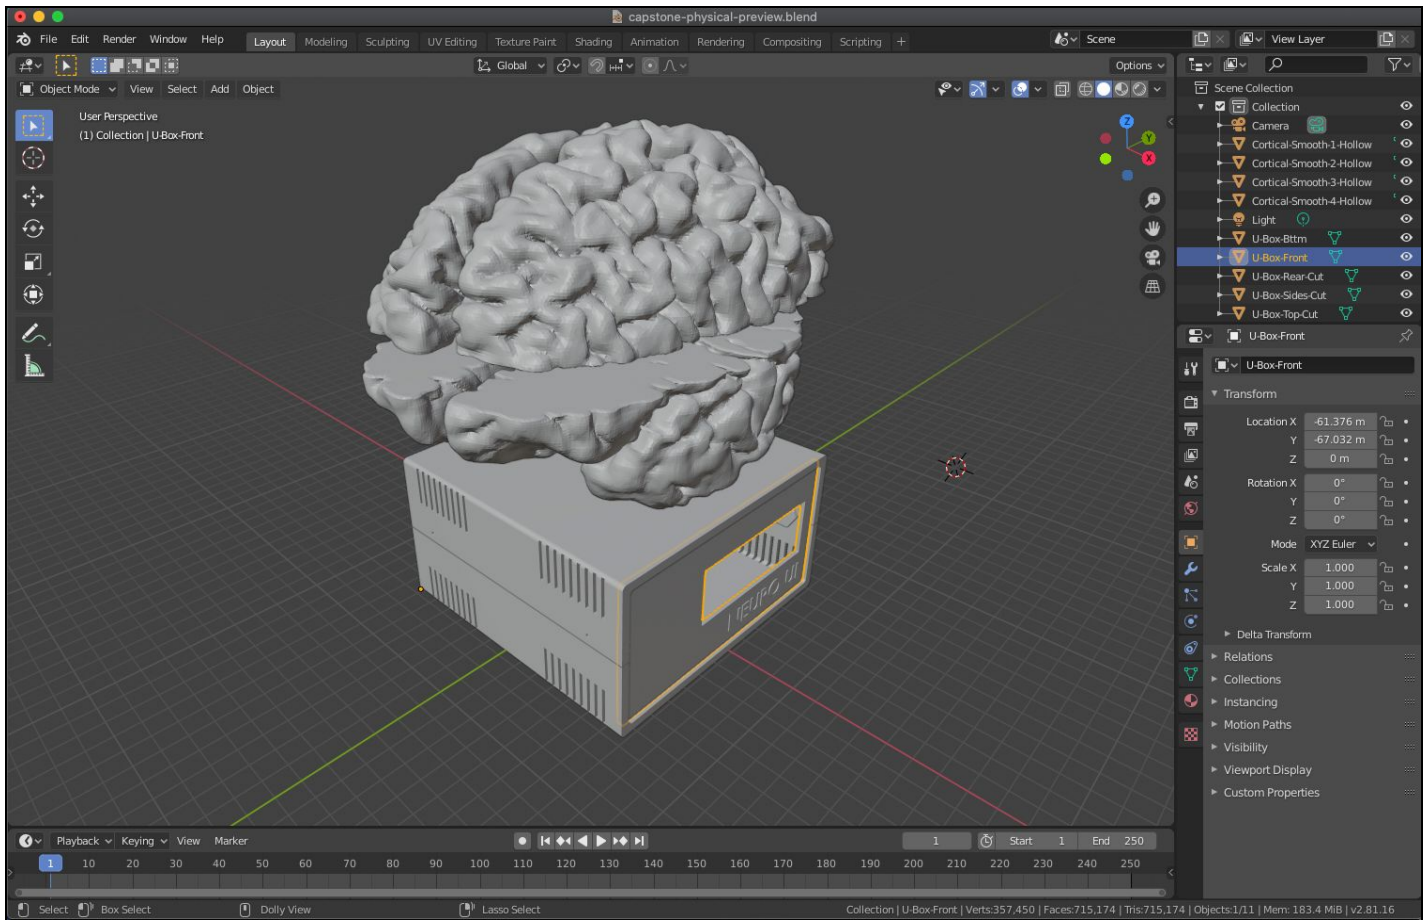 capstone-physical-preview.blend
File Edit Render Window Help Layout Modeling Sculpting UV Editing Texture Paint Shading Animation Rendering Compositing Scripting + Scene View Layer
Global Options
Object Mode View Select Add Object
User Perspective
(1) Collection | U-Box-Front
Z
Y
X
NEURO UI
Scene Collection
Collection
Camera
Cortical-Smooth-1-Hollow
Cortical-Smooth-2-Hollow
Cortical-Smooth-3-Hollow
Cortical-Smooth-4-Hollow
Light
U-Box-Bttm
U-Box-Front
U-Box-Rear-Cut
U-Box-Sides-Cut
U-Box-Top-Cut
U-Box-Front
U-Box-Front
Transform
Location X -61.376 m
Y -67.032 m
Z 0 m
Rotation X 0°
Y 0°
Z 0°
Mode XYZ Euler
Scale X 1.000
Y 1.000
Z 1.000
Delta Transform
Relations
Collections
Instancing
Motion Paths
Visibility
Viewport Display
Custom Properties
Playback Keying View Marker 1 Start 1 End 250
1 10 20 30 40 50 60 70 80 90 100 110 120 130 140 150 160 170 180 190 200 210 220 230 240 250
Select Box Select Dolly View Lasso Select Collection | U-Box-Front | Verts:357,450 | Faces:715,174 | Tris:715,174 | Objects:1/11 | Mem: 183.4 MiB | v2.81.16